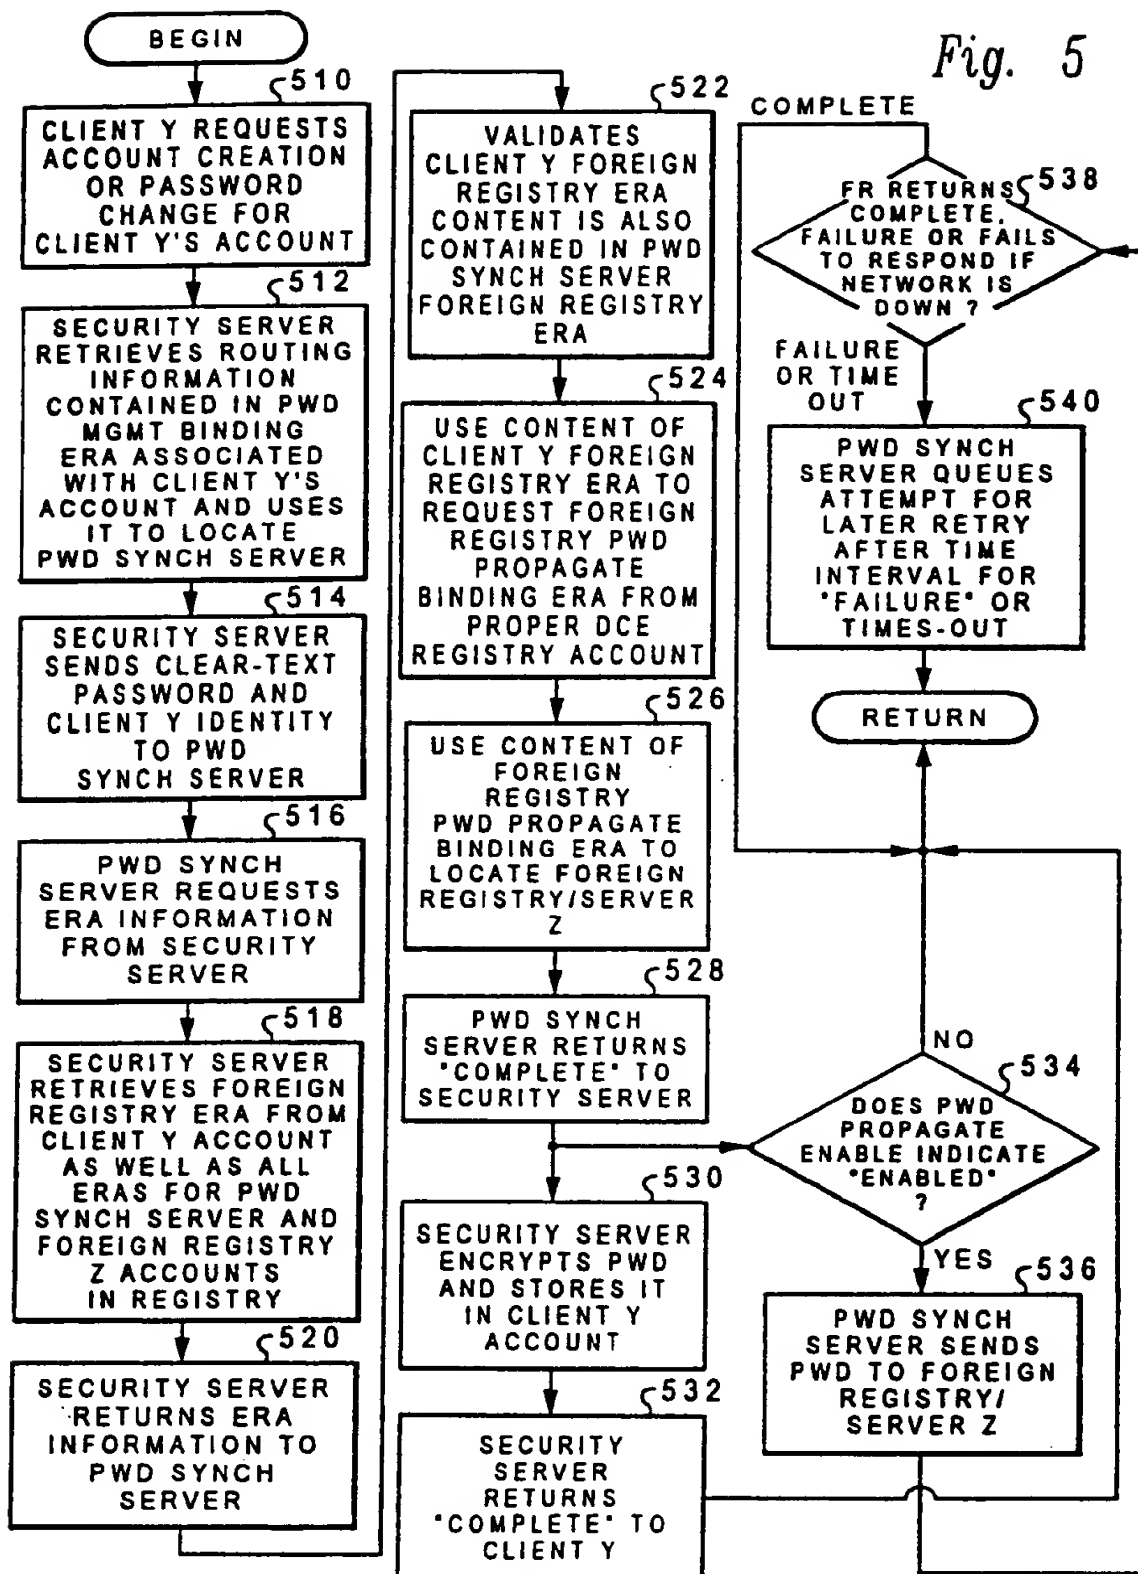 Fig. 5
BEGIN
510
CLIENT Y REQUESTS
ACCOUNT CREATION
OR PASSWORD
CHANGE FOR
CLIENT Y'S ACCOUNT
512
SECURITY SERVER
RETRIEVES ROUTING
INFORMATION
CONTAINED IN PWD
MGMT BINDING
ERA ASSOCIATED
WITH CLIENT Y'S
ACCOUNT AND USES
IT TO LOCATE
PWD SYNCH SERVER
514
SECURITY SERVER
SENDS CLEAR-TEXT
PASSWORD AND
CLIENT Y IDENTITY
TO PWD
SYNCH SERVER
516
PWD SYNCH
SERVER REQUESTS
ERA INFORMATION
FROM SECURITY
SERVER
518
SECURITY SERVER
RETRIEVES FOREIGN
REGISTRY ERA FROM
CLIENT Y ACCOUNT
AS WELL AS ALL
ERAS FOR PWD
SYNCH SERVER AND
FOREIGN REGISTRY
Z ACCOUNTS
IN REGISTRY
520
SECURITY SERVER
RETURNS ERA
INFORMATION TO
PWD SYNCH
SERVER
522
VALIDATES
CLIENT Y FOREIGN
REGISTRY ERA
CONTENT IS ALSO
CONTAINED IN PWD
SYNCH SERVER
FOREIGN REGISTRY
ERA
524
USE CONTENT OF
CLIENT Y FOREIGN
REGISTRY ERA TO
REQUEST FOREIGN
REGISTRY PWD
PROPAGATE
BINDING ERA FROM
PROPER DCE
REGISTRY ACCOUNT
526
USE CONTENT OF
FOREIGN
REGISTRY
PWD PROPAGATE
BINDING ERA TO
LOCATE FOREIGN
REGISTRY/SERVER
Z
528
PWD SYNCH
SERVER RETURNS
"COMPLETE" TO
SECURITY SERVER
530
SECURITY SERVER
ENCRYPTS PWD
AND STORES IT
IN CLIENT Y
ACCOUNT
532
SECURITY
SERVER
RETURNS
"COMPLETE" TO
CLIENT Y
COMPLETE
538
FR RETURNS
COMPLETE,
FAILURE OR FAILS
TO RESPOND IF
NETWORK IS
DOWN ?
FAILURE
OR TIME
OUT
540
PWD SYNCH
SERVER QUEUES
ATTEMPT FOR
LATER RETRY
AFTER TIME
INTERVAL FOR
"FAILURE" OR
TIMES-OUT
RETURN
NO
534
DOES PWD
PROPAGATE
ENABLE INDICATE
"ENABLED"
?
YES
536
PWD SYNCH
SERVER SENDS
PWD TO FOREIGN
REGISTRY/
SERVER Z